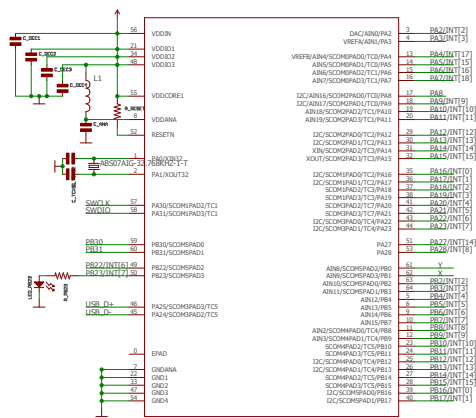 C_DEC1
C_DEC2
C_DEC3
C_DEC4
L1
R_RESET
C_ANA
ABS07AIG-32.768KHZ-1-T
SWCLK
SWDIO
PB30
PB31
PB22/INT[6]
PB23/INT[7]
LED_PB23
R_PB23
USB_D+
USB_D-
56 VDDIN
21 VDDIO1
34 VDDIO2
48 VDDIO3
55 VDDCORE1
8 VDDANA
52 RESETN
1 PA0/XIN32
2 PA1/XOUT32
57 PA30/SCOM1PAD2/TC1
58 PA31/SCOM1PAD3/TC1
59 PB30/SCOM5PAD0
60 PB31/SCOM5PAD1
49 PB22/SCOM5PAD2
50 PB23/SCOM5PAD3
46 PA25/SCOM3PAD3/TC5
45 PA24/SCOM3PAD2/TC5
0 EPAD
7 GNDANA
22 GND1
33 GND2
47 GND3
54 GND4
DAC/AIN0/PA2 3 PA2/INT[2]
VREFA/AIN1/PA3 4 PA3/INT[3]
VREFB/AIN4/SCOM0PAD0/TC0/PA4 13 PA4/INT[17]
AIN5/SCOM0PAD1/TC0/PA5 14 PA5/INT[15]
AIN6/SCOM0PAD2/TC1/PA6 15 PA6/INT[16]
AIN7/SCOM0PAD3/TC1/PA7 16 PA7/INT[18]
I2C/AIN16/SCOM2PAD0/TC0/PA8 17 PA8
I2C/AIN17/SCOM2PAD1/TC0/PA9 18 PA9/INT[9]
AIN18/SCOM2PAD2/TC1/PA10 19 PA10/INT[10]
AIN19/SCOM2PAD3/TC1/PA11 20 PA11/INT[11]
I2C/SCOM4PAD0/TC2/PA12 29 PA12/INT[12]
I2C/SCOM2PAD1/TC4/PA13 30 PA13/INT[13]
XIN/SCOM2PAD2/TC3/PA14 31 PA14/INT[14]
XOUT/SCOM2PAD3/TC3/PA15 32 PA15/INT[15]
I2C/SCOM1PAD0/TC2/PA16 35 PA16/INT[0]
I2C/SCOM1PAD1/TC2/PA17 36 PA17/INT[1]
SCOM1PAD2/TC3/PA18 37 PA18/INT[2]
SCOM1PAD3/TC3/PA19 38 PA19/INT[3]
SCOM3PAD3/TC7/PA20 41 PA20/INT[4]
SCOM3PAD3/TC7/PA21 42 PA21/INT[5]
I2C/SCOM3PAD0/TC4/PA22 43 PA22/INT[6]
I2C/SCOM3PAD1/TC4/PA23 44 PA23/INT[7]
PA27 51 PA27/INT[14]
PA28 53 PA28/INT[8]
AIN8/SCOM5PAD2/PB0 61 Y
AIN9/SCOM5PAD3/PB1 62 X
AIN10/SCOM5PAD0/PB2 63 PB2/INT[2]
AIN11/SCOM5PAD1/PB3 64 PB3/INT[3]
AIN12/PB4 5 PB4/INT[4]
AIN13/PB5 6 PB5/INT[5]
AIN14/PB6 9 PB6/INT[6]
AIN15/PB7 10 PB7/INT[7]
AIN2/SCOM4PAD0/TC4/PB8 11 PB8/INT[8]
AIN3/SCOM4PAD1/TC4/PB9 12 PB9/INT[9]
SCOM4PAD2/TC5/PB10 23 PB10/INT[10]
SCOM4PAD3/TC5/PB11 24 PB11/INT[11]
I2C/SCOM4PAD0/TC4/PB12 25 PB12/INT[12]
I2C/SCOM4PAD1/TC4/PB13 26 PB13/INT[13]
SCOM4PAD2/TC5/PB14 27 PB14/INT[14]
SCOM4PAD3/TC5/PB15 28 PB15/INT[15]
I2C/SCOM5PAD0/TC6/PB16 39 PB16/INT[0]
I2C/SCOM5PAD1/TC6/PB17 40 PB17/INT[1]